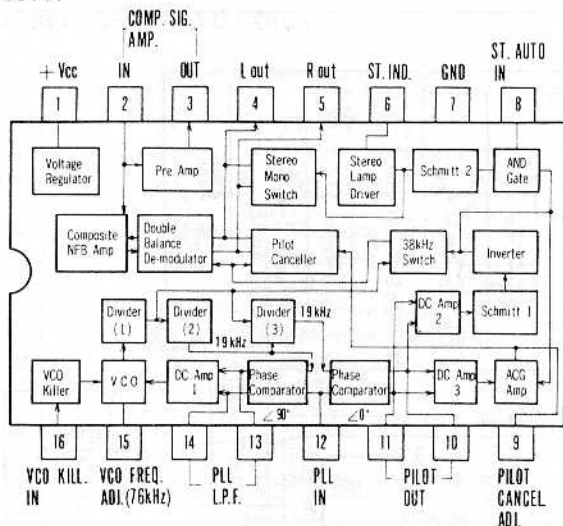 COMP. SIG.
AMP.
+ Vcc IN OUT L out R out ST. IND. GND ST. AUTO
IN
1 2 3 4 5 6 7 8
Voltage
Regulator
Pre Amp
Stereo
Mono
Switch
Stereo
Lamp
Driver
Schmitt 2
AND
Gate
Composite
NFB Amp
Double
Balance
De-modulator
Pilot
Canceller
38kHz
Switch
Inverter
Divider
(1)
Divider
(2)
19kHz
Divider
(3)
19kHz
DC Amp
2
Schmitt 1
VCO
Killer
V.C.O
DC Amp
1
Phase
Comparator
∠90°
Phase
Comparator
∠0°
DC Amp
3
ACG
Amp
16 15 14 13 12 11 10 9
VCO KILL.
IN
VCO FREQ.
ADJ.(76kHz)
PLL
L.P.F.
PLL
IN
PILOT
OUT
PILOT
CANCEL
ADJ.